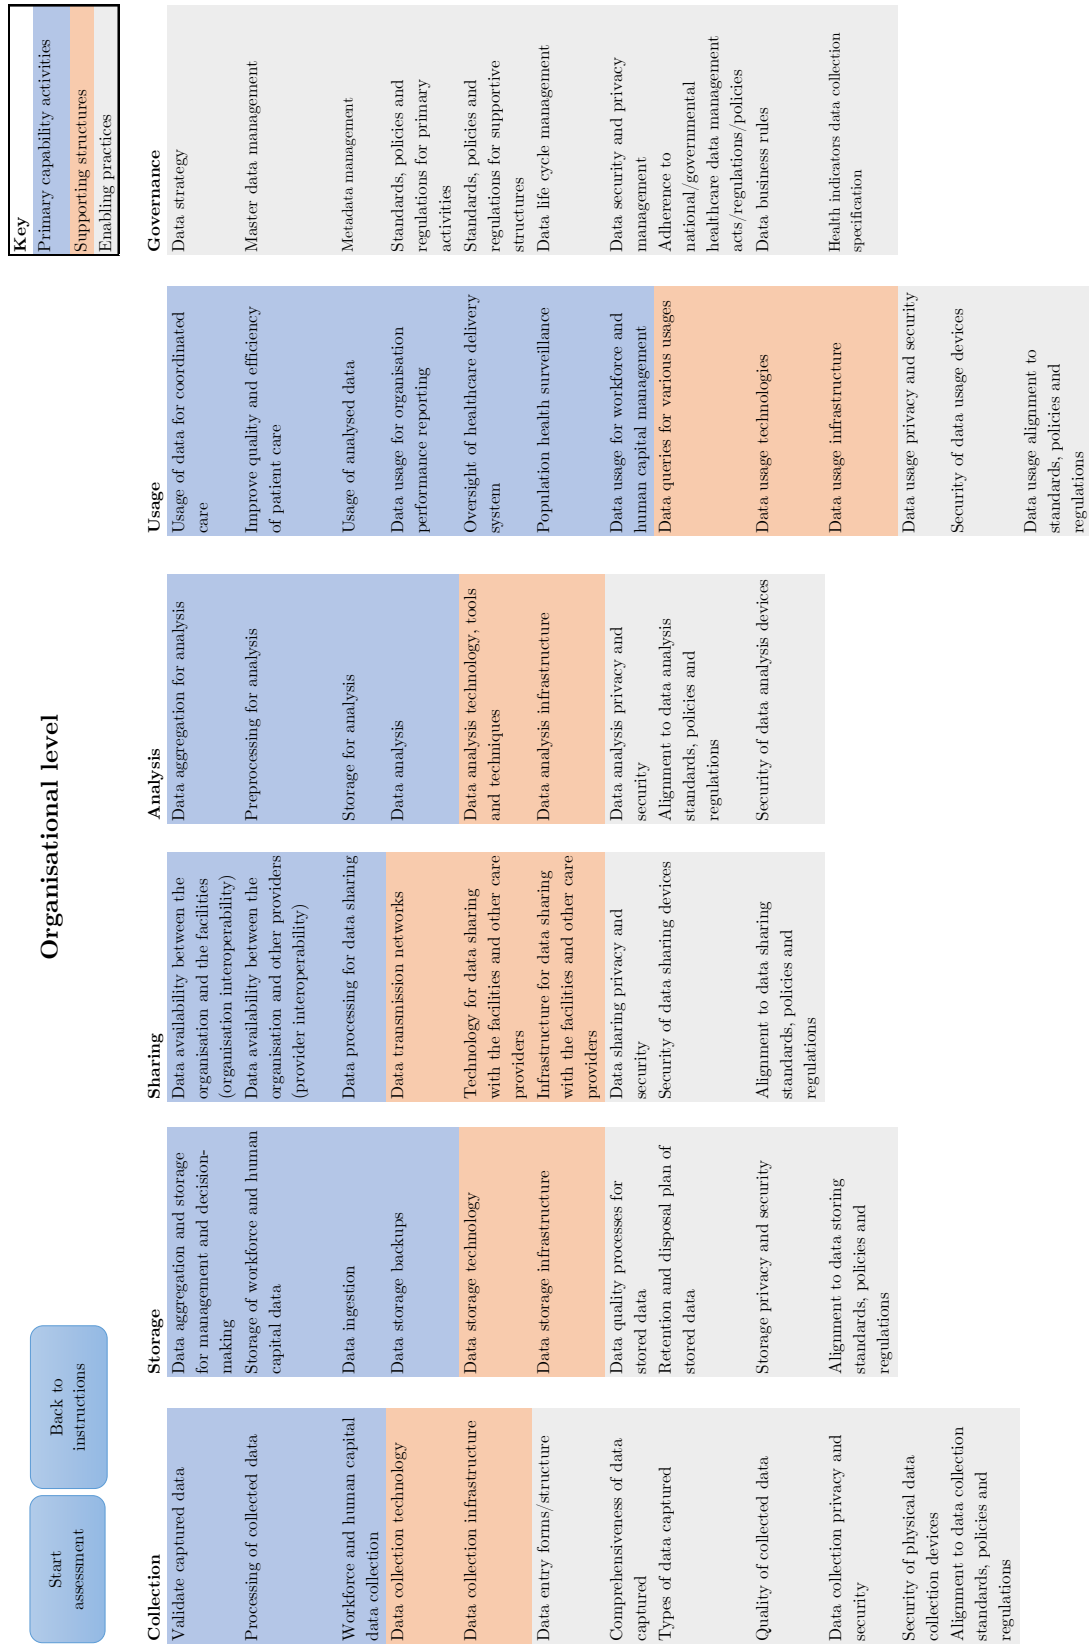 Start
assessment
Back to
instructions
Organisational level
Key
Primary capability activities
Supporting structures
Enabling practices
Collection
Validate captured data
Processing of collected data
Workforce and human capital
data collection
Data collection technology
Data collection infrastructure
Data entry forms/structure
Comprehensiveness of data
captured
Types of data captured
Quality of collected data
Data collection privacy and
security
Security of physical data
collection devices
Alignment to data collection
standards, policies and
regulations
Storage
Data aggregation and storage
for management and decision-
making
Storage of workforce and human
capital data
Data ingestion
Data storage backups
Data storage technology
Data storage infrastructure
Data quality processes for
stored data
Retention and disposal plan of
stored data
Storage privacy and security
Alignment to data storing
standards, policies and
regulations
Sharing
Data availability between the
organisation and the facilities
(organisation interoperability)
Data availability between the
organisation and other providers
(provider interoperability)
Data processing for data sharing
Data transmission networks
Technology for data sharing
with the facilities and other care
providers
Infrastructure for data sharing
with the facilities and other care
providers
Data sharing privacy and
security
Security of data sharing devices
Alignment to data sharing
standards, policies and
regulations
Analysis
Data aggregation for analysis
Preprocessing for analysis
Storage for analysis
Data analysis
Data analysis technology, tools
and techniques
Data analysis infrastructure
Data analysis privacy and
security
Alignment to data analysis
standards, policies and
regulations
Security of data analysis devices
Usage
Usage of data for coordinated
care
Improve quality and efficiency
of patient care
Usage of analysed data
Data usage for organisation
performance reporting
Oversight of healthcare delivery
system
Population health surveillance
Data usage for workforce and
human capital management
Data queries for various usages
Data usage technologies
Data usage infrastructure
Data usage privacy and security
Security of data usage devices
Data usage alignment to
standards, policies and
regulations
Governance
Data strategy
Master data management
Metadata management
Standards, policies and
regulations for primary
activities
Standards, policies and
regulations for supportive
structures
Data life cycle management
Data security and privacy
management
Adherence to
national/governmental
healthcare data management
acts/regulations/policies
Data business rules
Health indicators data collection
specification